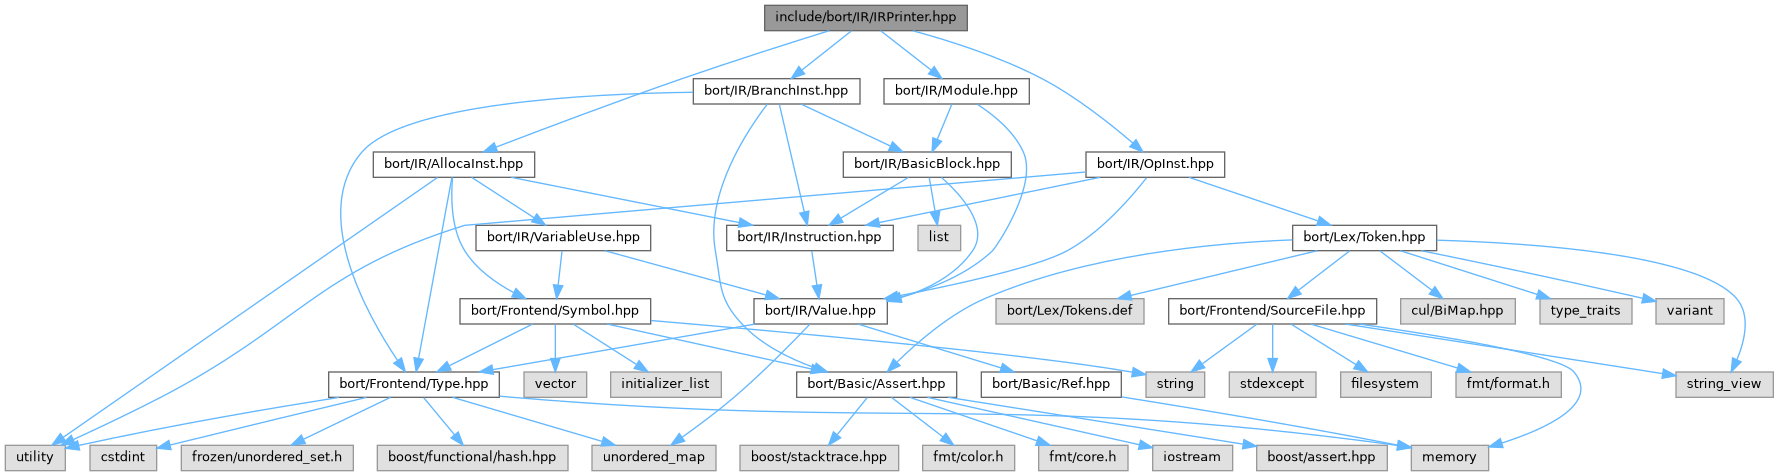 include/bort/IR/IRPrinter.hpp
bort/IR/BranchInst.hpp
bort/IR/Module.hpp
bort/IR/AllocaInst.hpp
bort/IR/BasicBlock.hpp
bort/IR/OpInst.hpp
bort/IR/VariableUse.hpp
bort/IR/Instruction.hpp
list
bort/Lex/Token.hpp
bort/Frontend/Symbol.hpp
bort/IR/Value.hpp
bort/Lex/Tokens.def
bort/Frontend/SourceFile.hpp
cul/BiMap.hpp
type_traits
variant
bort/Frontend/Type.hpp
vector
initializer_list
bort/Basic/Assert.hpp
bort/Basic/Ref.hpp
string
stdexcept
filesystem
fmt/format.h
string_view
utility
cstdint
frozen/unordered_set.h
boost/functional/hash.hpp
unordered_map
boost/stacktrace.hpp
fmt/color.h
fmt/core.h
iostream
boost/assert.hpp
memory